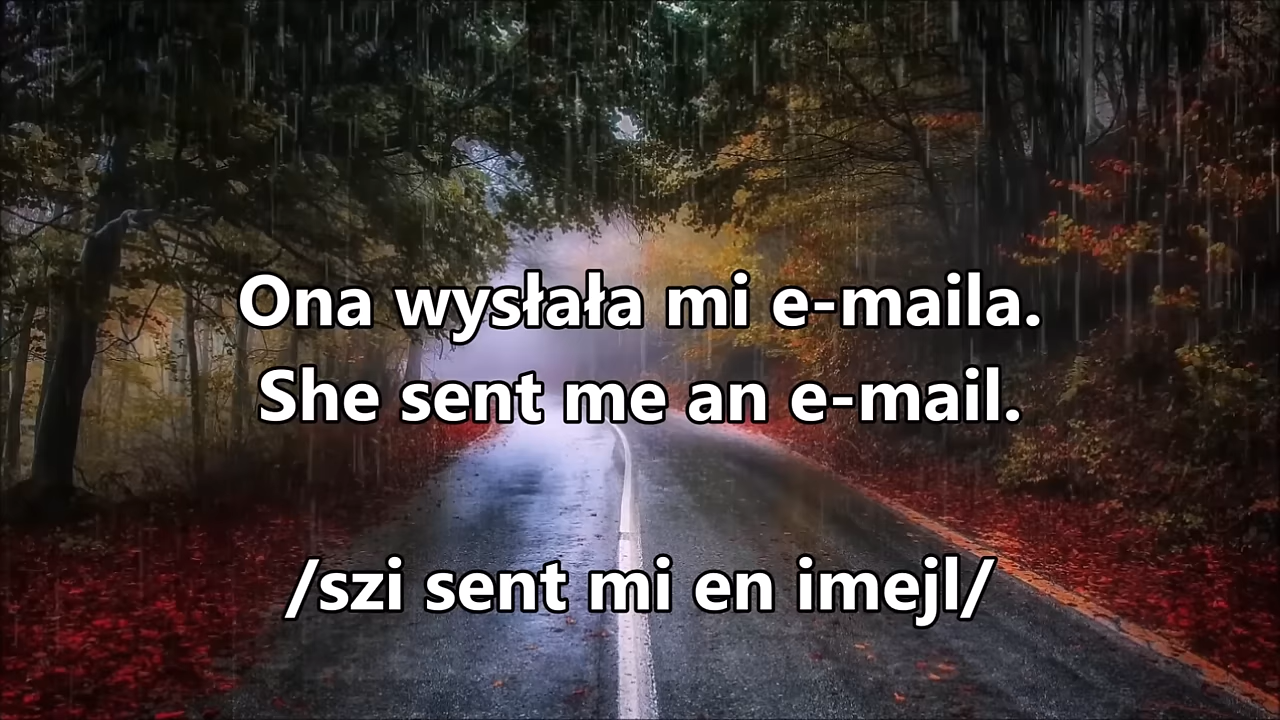 Ona wysłała mi e-maila.
She sent me an e-mail.
/szi sent mi en imejl/